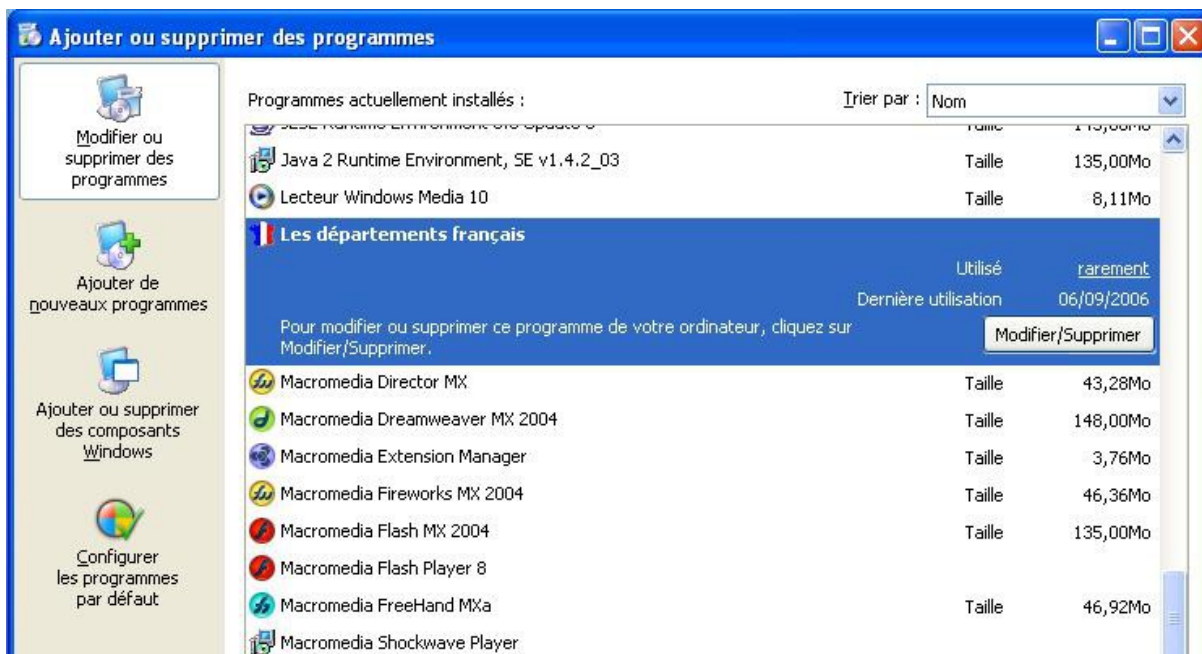 Ajouter ou supprimer des programmes
Modifier ou
supprimer des
programmes
Ajouter de
nouveaux programmes
Ajouter ou supprimer
des composants
Windows
Configurer
les programmes
par défaut
Programmes actuellement installés :
Trier par : Nom
Java 2 Runtime Environment, SE v1.4.2_03 Taille 135,00Mo
Lecteur Windows Media 10 Taille 8,11Mo
Les départements français
Utilisé rarement
Dernière utilisation 06/09/2006
Pour modifier ou supprimer ce programme de votre ordinateur, cliquez sur
Modifier/Supprimer.
Modifier/Supprimer
Macromedia Director MX Taille 43,28Mo
Macromedia Dreamweaver MX 2004 Taille 148,00Mo
Macromedia Extension Manager Taille 3,76Mo
Macromedia Fireworks MX 2004 Taille 46,36Mo
Macromedia Flash MX 2004 Taille 135,00Mo
Macromedia Flash Player 8
Macromedia FreeHand MXa Taille 46,92Mo
Macromedia Shockwave Player